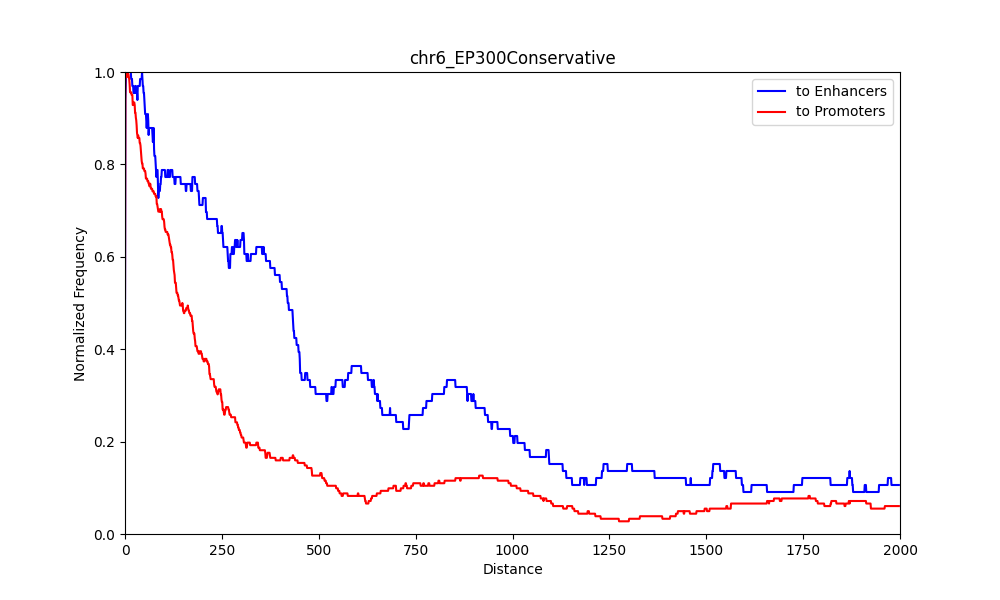 chr6_EP300Conservative
to Enhancers
to Promoters
Normalized Frequency
1.0
0.8
0.6
0.4
0.2
0.0
0 250 500 750 1000 1250 1500 1750 2000
Distance